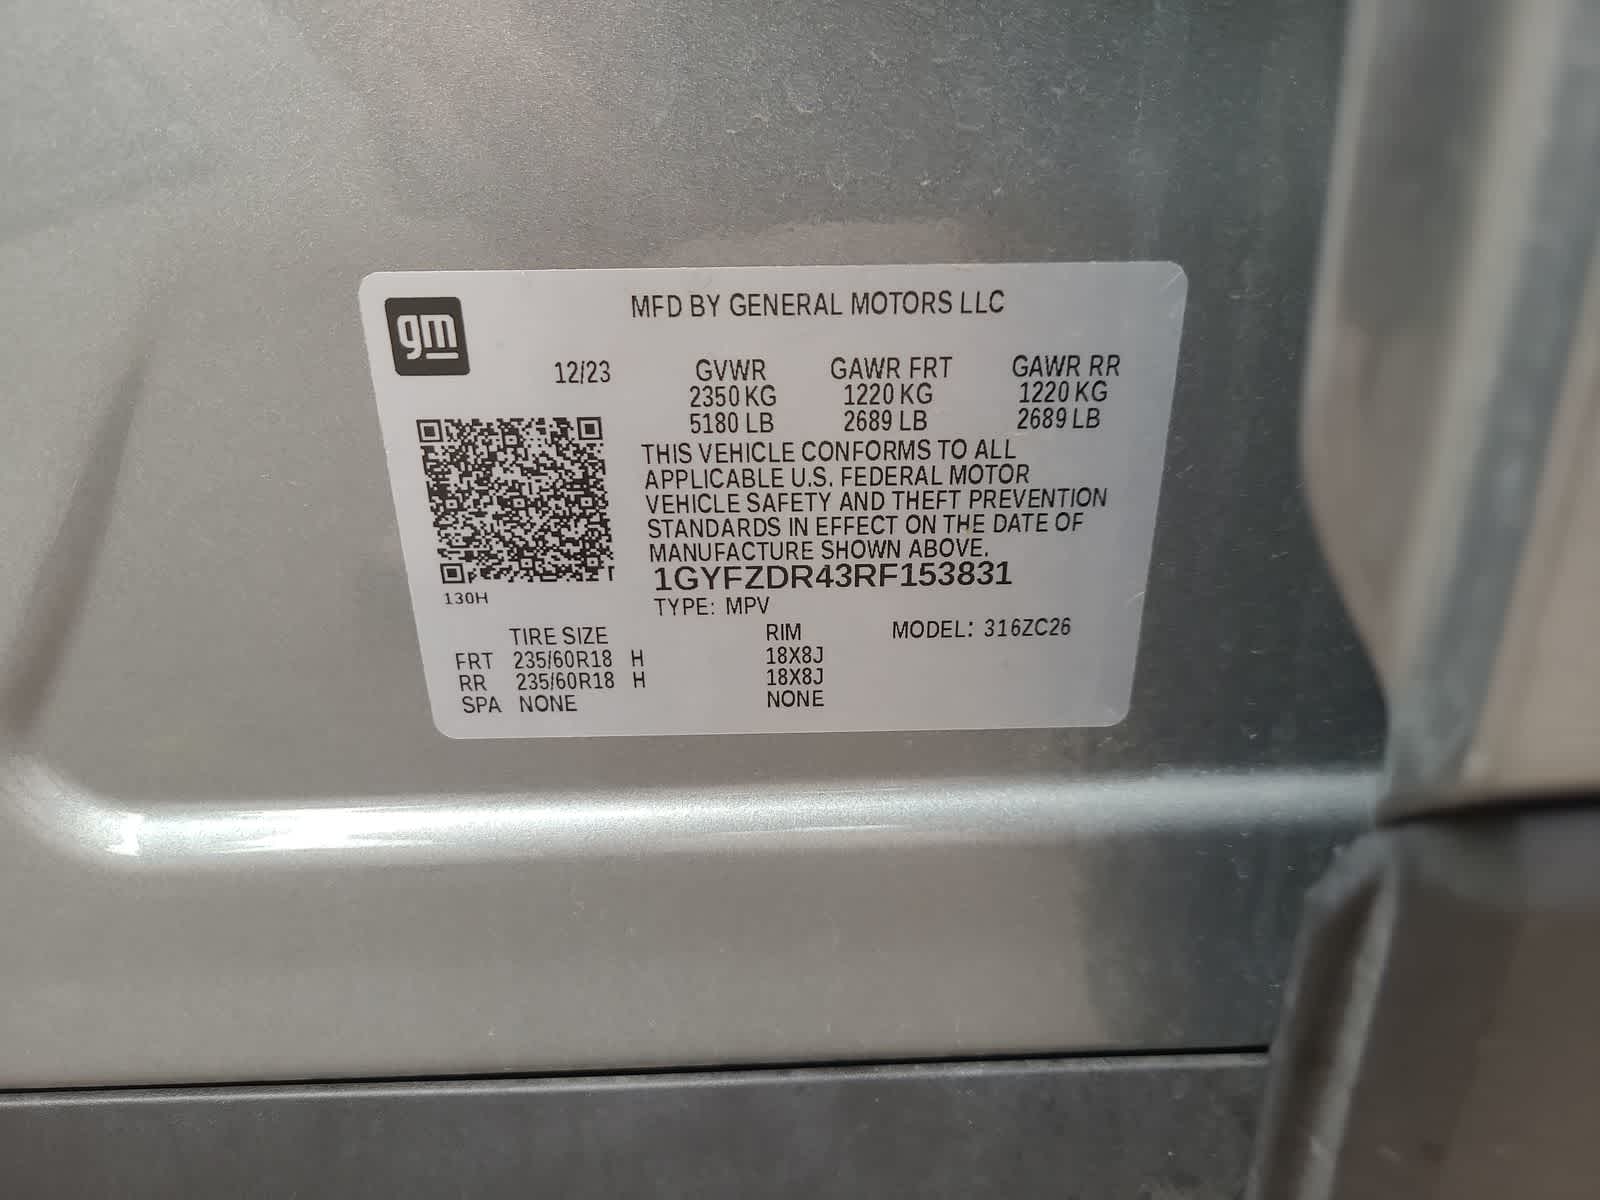 gm
MFD BY GENERAL MOTORS LLC
12/23 GVWR GAWR FRT GAWR RR
2350 KG 1220 KG 1220 KG
5180 LB 2689 LB 2689 LB
THIS VEHICLE CONFORMS TO ALL
APPLICABLE U.S. FEDERAL MOTOR
VEHICLE SAFETY AND THEFT PREVENTION
STANDARDS IN EFFECT ON THE DATE OF
MANUFACTURE SHOWN ABOVE.
1GYFZDR43RF153831
130H
TYPE: MPV
TIRE SIZE RIM MODEL: 316ZC26
FRT 235/60R18 H 18X8J
RR 235/60R18 H 18X8J
SPA NONE NONE